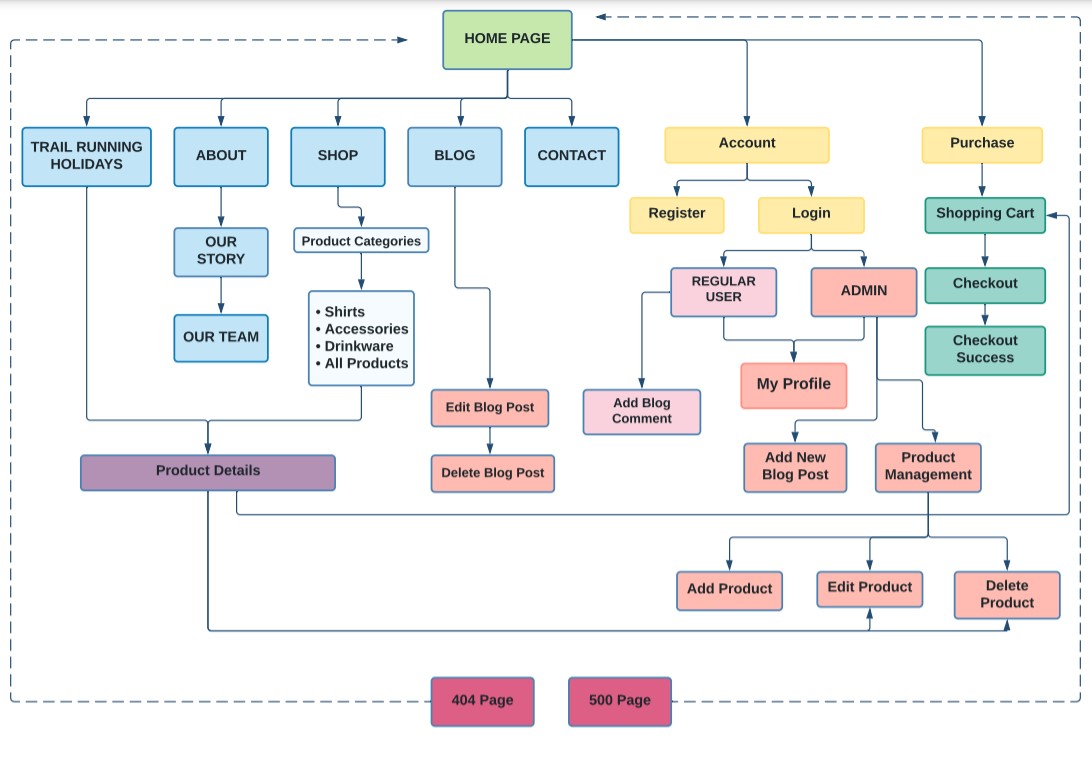 HOME PAGE
TRAIL RUNNING
HOLIDAYS
ABOUT
SHOP
BLOG
CONTACT
Account
Purchase
Register
Login
Shopping Cart
OUR
STORY
Product Categories
REGULAR
USER
ADMIN
Checkout
OUR TEAM
• Shirts
• Accessories
• Drinkware
• All Products
Checkout
Success
My Profile
Edit Blog Post
Add Blog
Comment
Product Details
Delete Blog Post
Add New
Blog Post
Product
Management
Add Product
Edit Product
Delete
Product
404 Page
500 Page